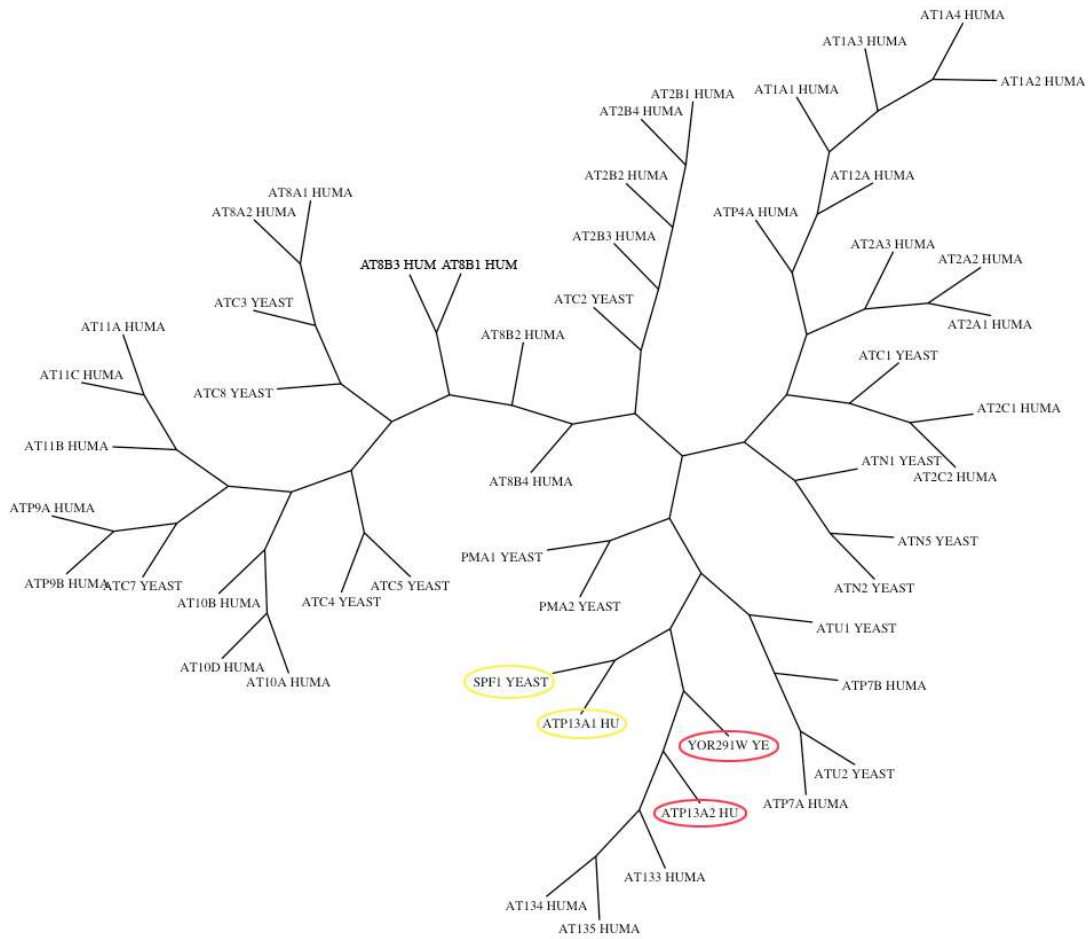 AT1A4 HUMA
AT1A3 HUMA
AT1A2 HUMA
AT1A1 HUMA
AT2B1 HUMA
AT2B4 HUMA
AT12A HUMA
AT2B2 HUMA
AT8A1 HUMA
AT8A2 HUMA
ATP4A HUMA
AT2B3 HUMA
AT2A3 HUMA
AT2A2 HUMA
AT8B3 HUM
AT8B1 HUM
ATC3 YEAST
ATC2 YEAST
AT2A1 HUMA
AT11A HUMA
AT8B2 HUMA
ATC1 YEAST
AT11C HUMA
ATC8 YEAST
AT2C1 HUMA
AT11B HUMA
ATN1 YEAST
AT2C2 HUMA
AT8B4 HUMA
ATP9A HUMA
ATN5 YEAST
PMA1 YEAST
ATP9B HUMA
ATC7 YEAST
ATC5 YEAST
ATN2 YEAST
AT10B HUMA
ATC4 YEAST
PMA2 YEAST
ATU1 YEAST
AT10D HUMA
AT10A HUMA
SPF1 YEAST
ATP7B HUMA
ATP13A1 HU
YOR291W YE
ATU2 YEAST
ATP7A HUMA
ATP13A2 HU
AT133 HUMA
AT134 HUMA
AT135 HUMA